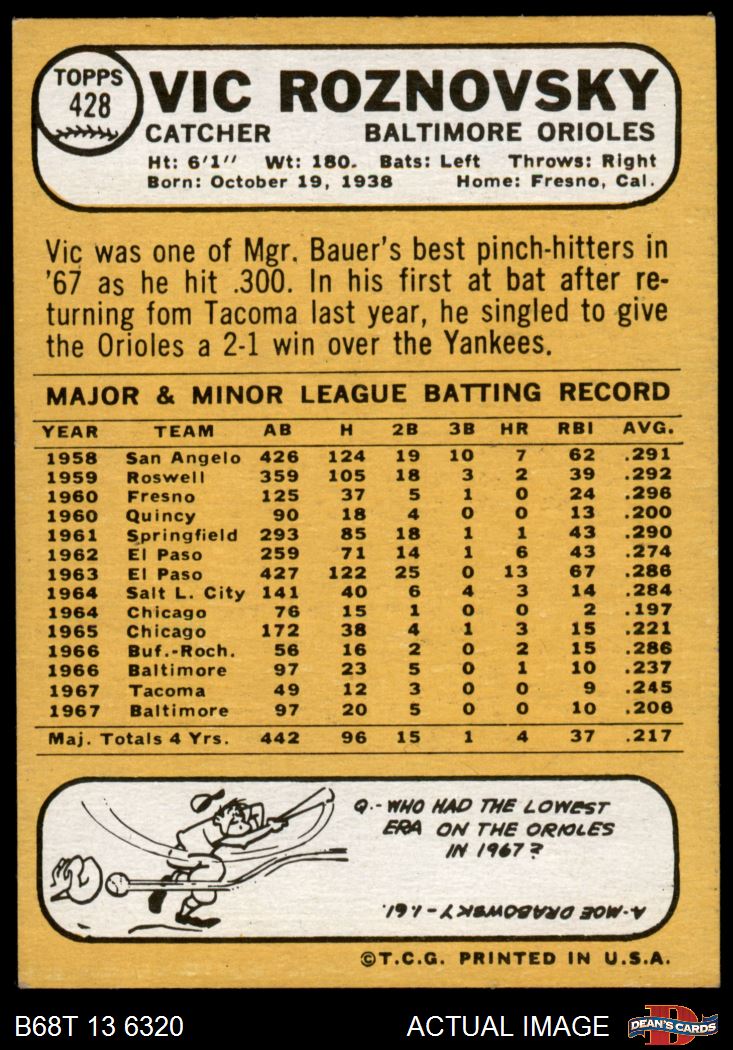 TOPPS
428
VIC ROZNOVSKY
CATCHER BALTIMORE ORIOLES
Ht: 6'1" Wt: 180. Bats: Left Throws: Right
Born: October 19, 1938 Home: Fresno, Cal.
Vic was one of Mgr. Bauer's best pinch-hitters in
'67 as he hit .300. In his first at bat after re-
turning fom Tacoma last year, he singled to give
the Orioles a 2-1 win over the Yankees.
MAJOR & MINOR LEAGUE BATTING RECORD
YEAR TEAM AB H 2B 3B HR RBI AVG.
1958 San Angelo 426 124 19 10 7 62 .291
1959 Roswell 359 105 18 3 2 39 .292
1960 Fresno 125 37 5 1 0 24 .296
1960 Quincy 90 18 4 0 0 13 .200
1961 Springfield 293 85 18 1 1 43 .290
1962 El Paso 259 71 14 1 6 43 .274
1963 El Paso 427 122 25 0 13 67 .286
1964 Salt L. City 141 40 6 4 3 14 .284
1964 Chicago 76 15 1 0 0 2 .197
1965 Chicago 172 38 4 1 3 15 .221
1966 Buf.-Roch. 56 16 2 0 2 15 .286
1966 Baltimore 97 23 5 0 1 10 .237
1967 Tacoma 49 12 3 0 0 9 .245
1967 Baltimore 97 20 5 0 0 10 .206
Maj. Totals 4 Yrs. 442 96 15 1 4 37 .217
Q.- WHO HAD THE LOWEST
ERA ON THE ORIOLES
IN 1967?
A-MOE DRABOWSKY-1.61.
©T.C.G. PRINTED IN U.S.A.
B68T 13 6320 ACTUAL IMAGE
D
DEAN'S CARDS